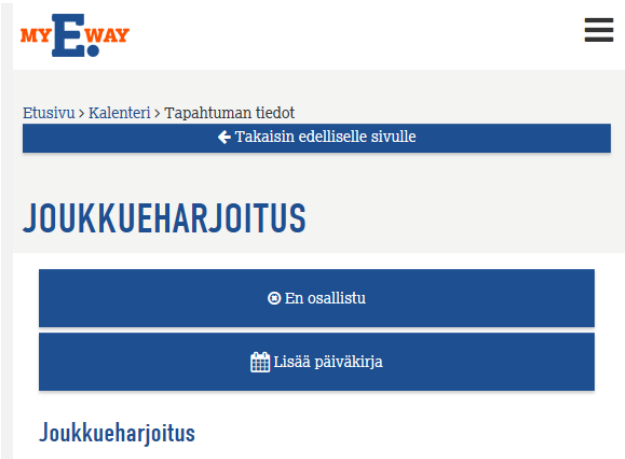 MY E. WAY
Etusivu > Kalenteri > Tapahtuman tiedot
Takaisin edelliselle sivulle
JOUKKUEHARJOITUS
En osallistu
Lisää päiväkirja
Joukkueharjoitus